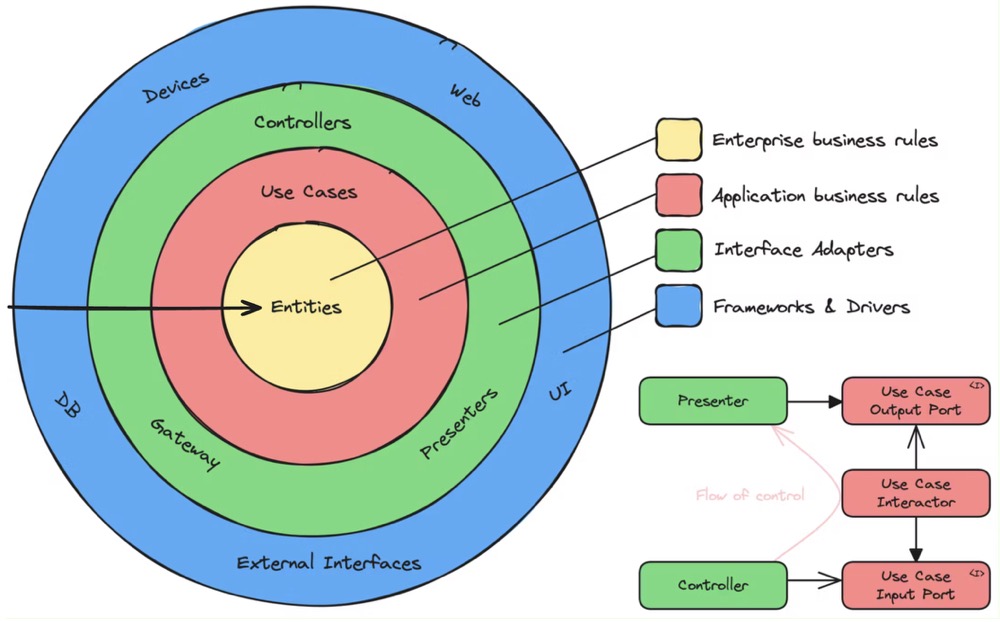 Devices
Web
Controllers
Use Cases
Entities
DB
Gateway
Presenters
UI
External Interfaces
Enterprise business rules
Application business rules
Interface Adapters
Frameworks & Drivers
Presenter
Use Case
Output Port
<I>
Flow of control
Use Case
Interactor
Controller
Use Case
Input Port
<I>